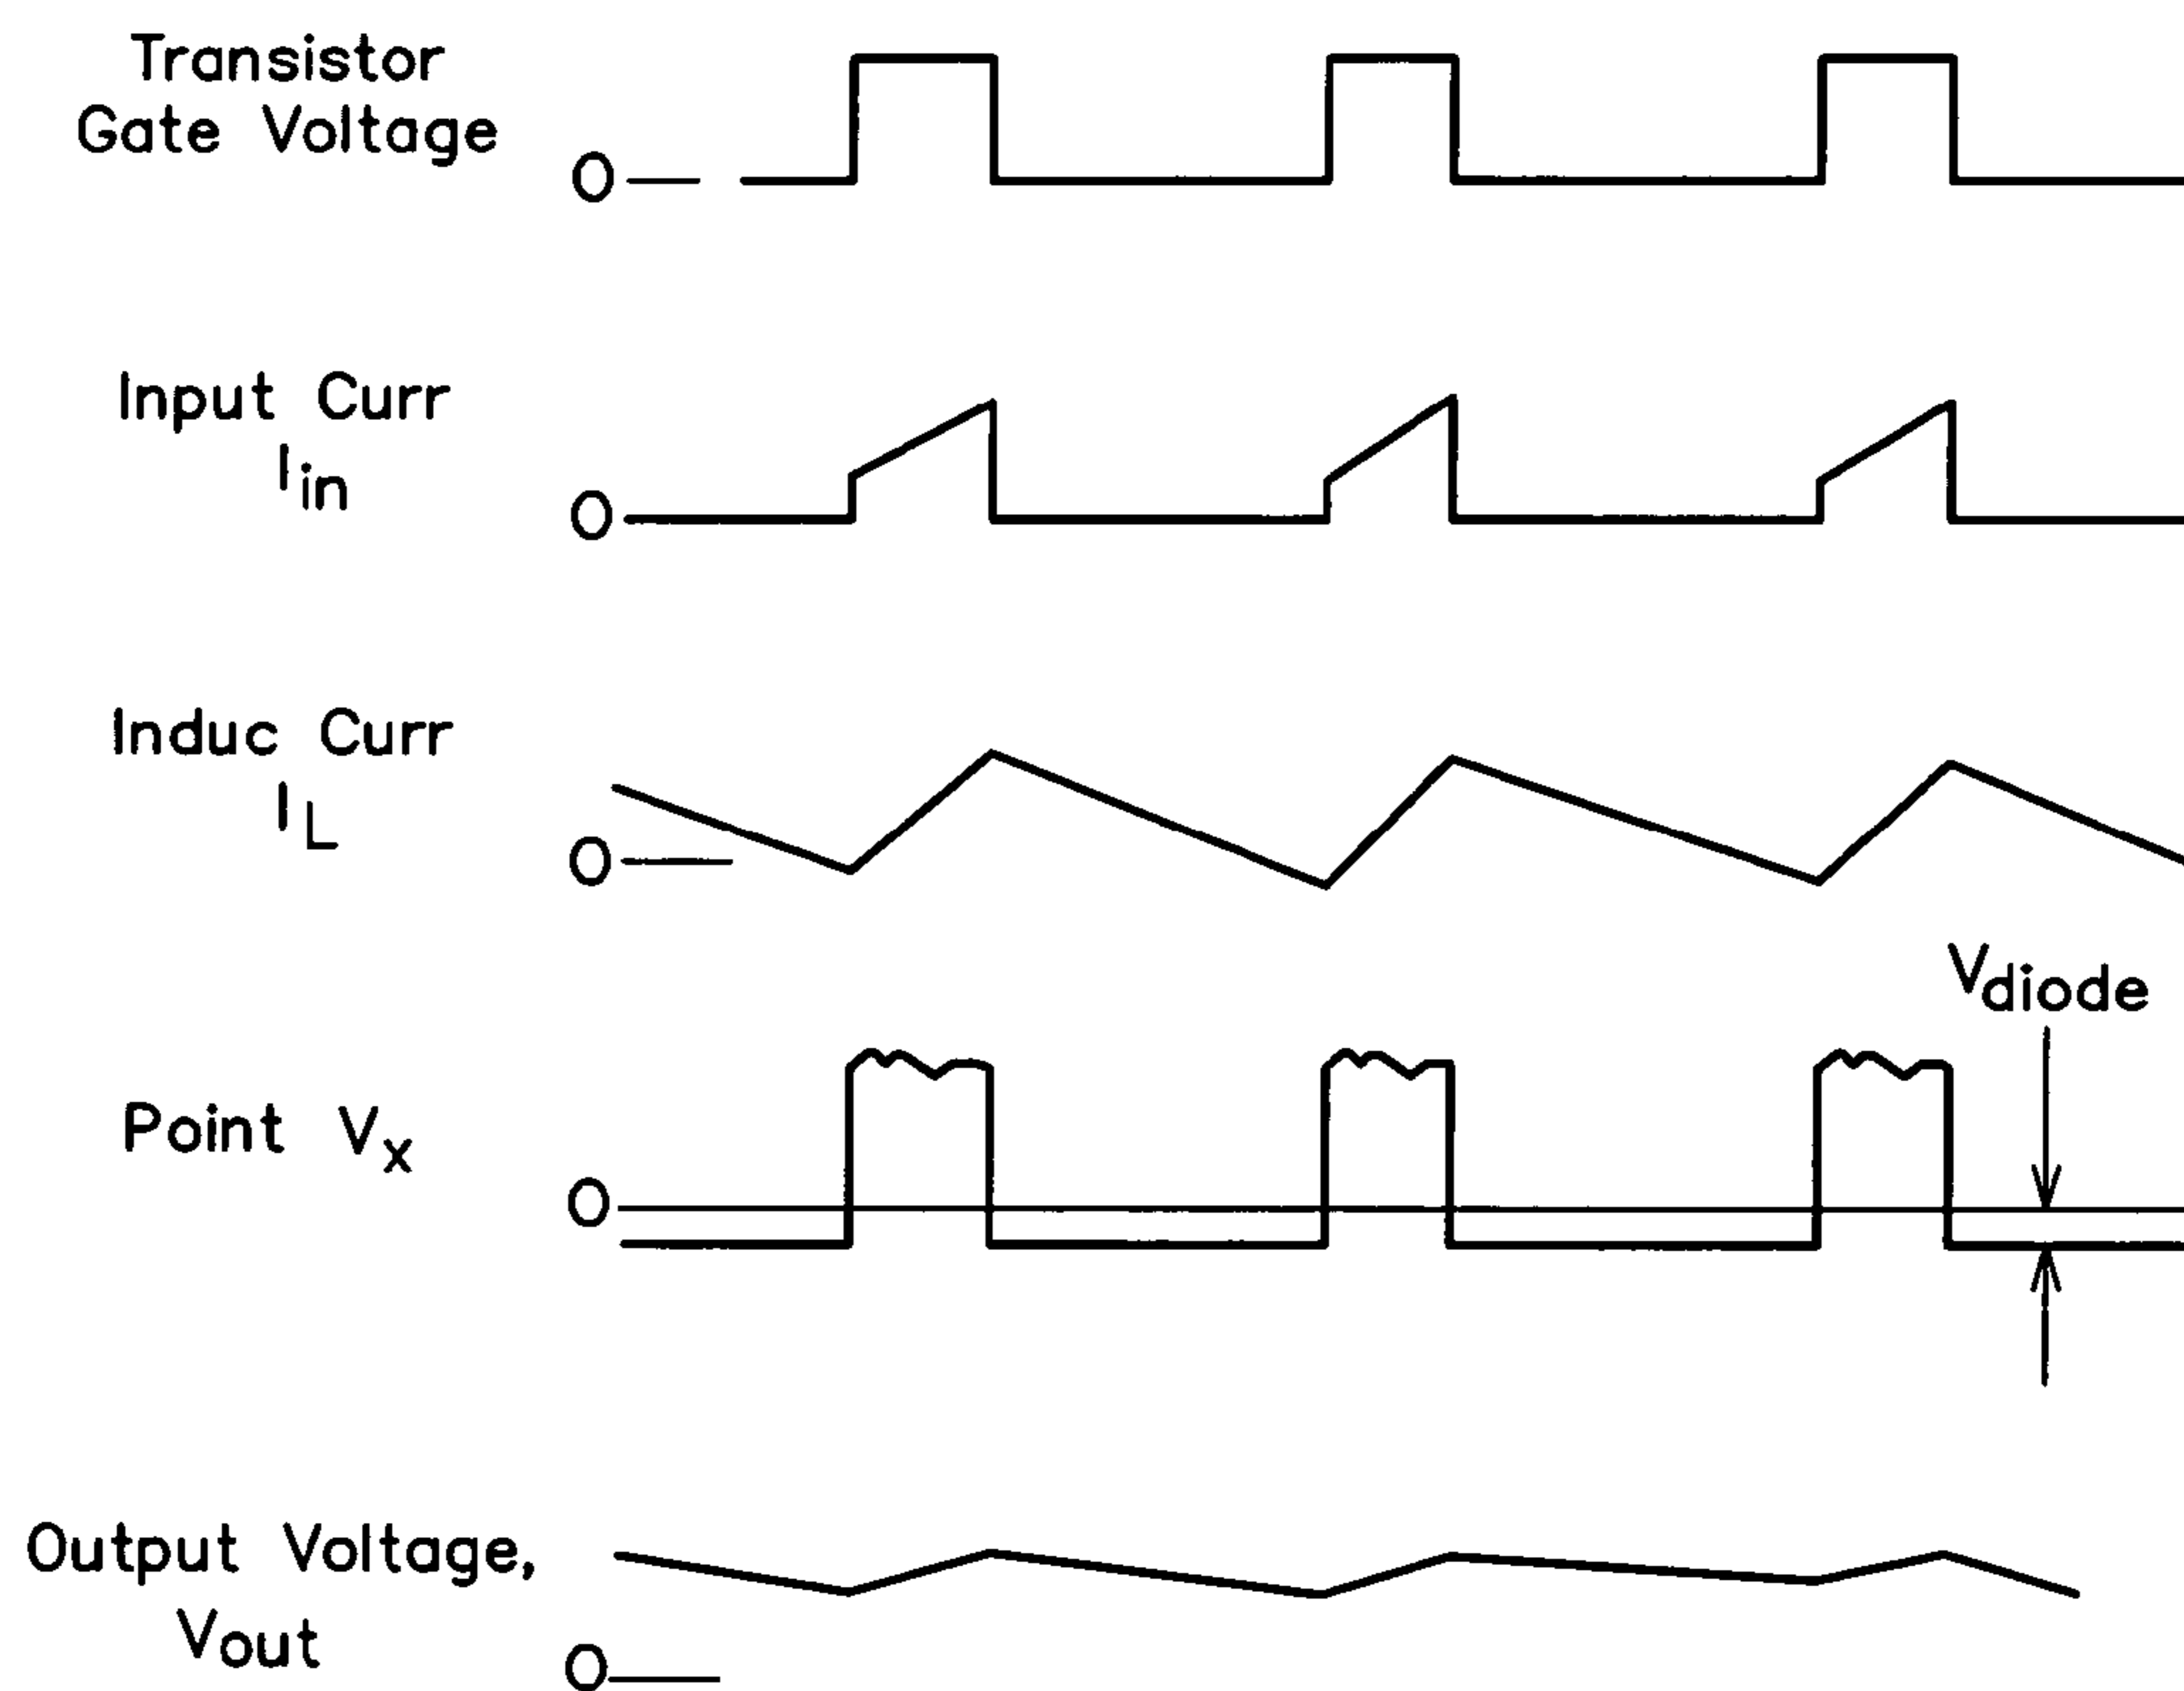 Transistor
Gate Voltage
0
Input Curr
Iin
0
Induc Curr
IL
0
Vdiode
Point Vx
0
Output Voltage,
Vout
0